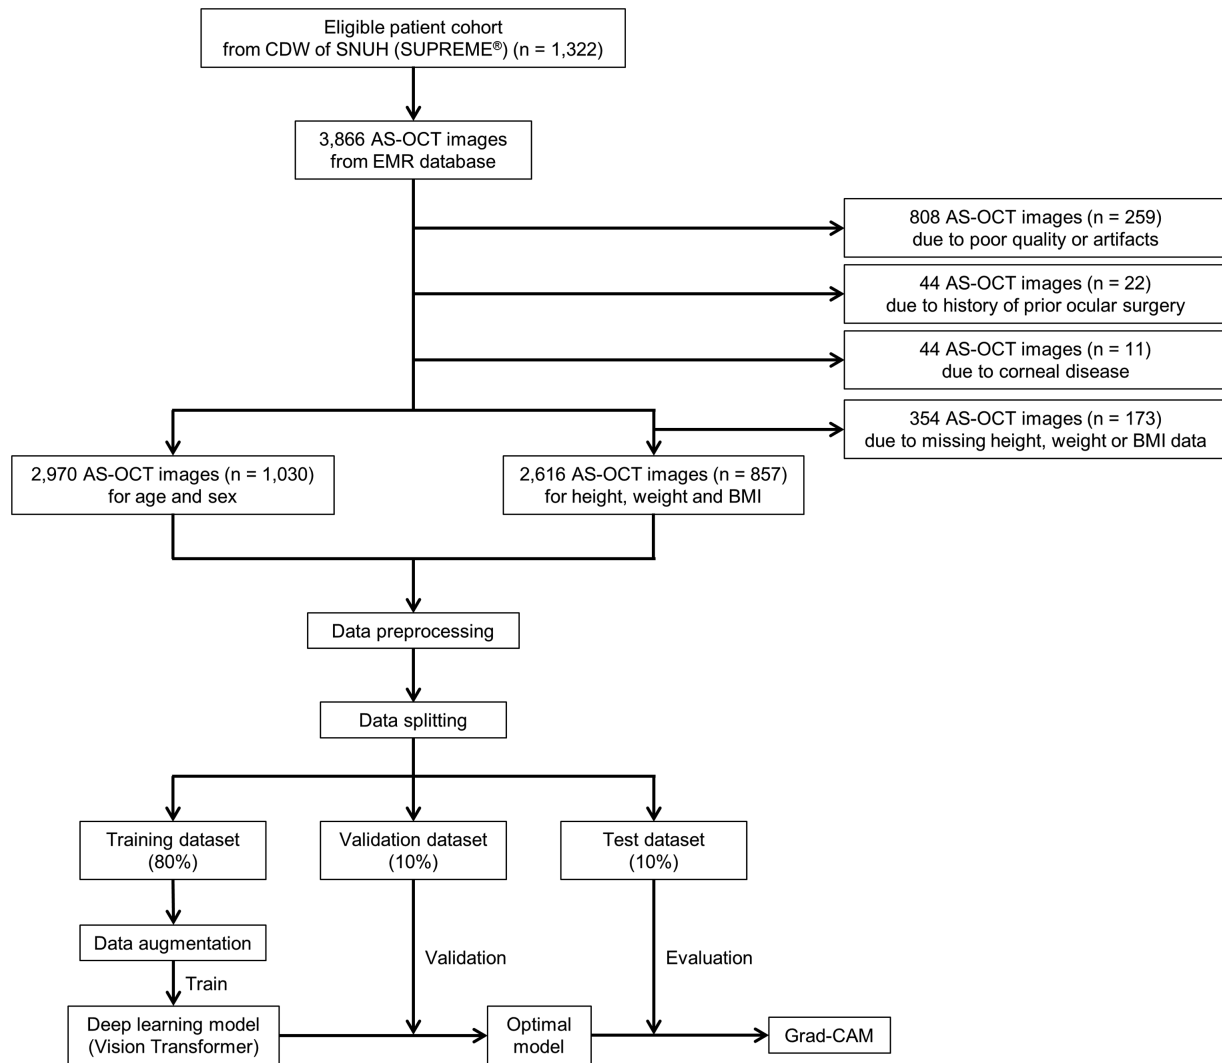 Eligible patient cohort
from CDW of SNUH (SUPREME®) (n = 1,322)
3,866 AS-OCT images
from EMR database
808 AS-OCT images (n = 259)
due to poor quality or artifacts
44 AS-OCT images (n = 22)
due to history of prior ocular surgery
44 AS-OCT images (n = 11)
due to corneal disease
354 AS-OCT images (n = 173)
due to missing height, weight or BMI data
2,970 AS-OCT images (n = 1,030)
for age and sex
2,616 AS-OCT images (n = 857)
for height, weight and BMI
Data preprocessing
Data splitting
Training dataset
(80%)
Validation dataset
(10%)
Test dataset
(10%)
Data augmentation
Validation
Evaluation
Train
Deep learning model
(Vision Transformer)
Optimal
model
Grad-CAM